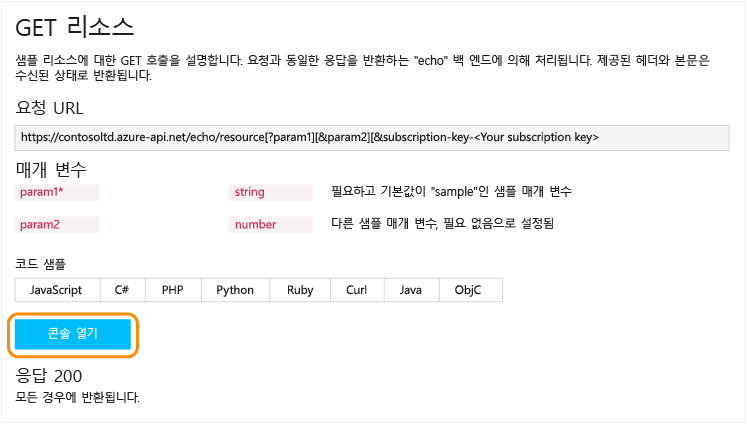 GET 리소스
샘플 리소스에 대한 GET 호출을 설명합니다. 요청과 동일한 응답을 반환하는 "echo" 백 엔드에 의해 처리됩니다. 제공된 헤더와 본문은
수신된 상태로 반환됩니다.
요청 URL
https://contosoltd.azure-api.net/echo/resource[?param1][&param2][&subscription-key-<Your subscription key>
매개 변수
param1* string 필요하고 기본값이 "sample"인 샘플 매개 변수
param2 number 다른 샘플 매개 변수, 필요 없음으로 설정됨
코드 샘플
JavaScript C# PHP Python Ruby Curl Java ObjC
콘솔 열기
응답 200
모든 경우에 반환됩니다.